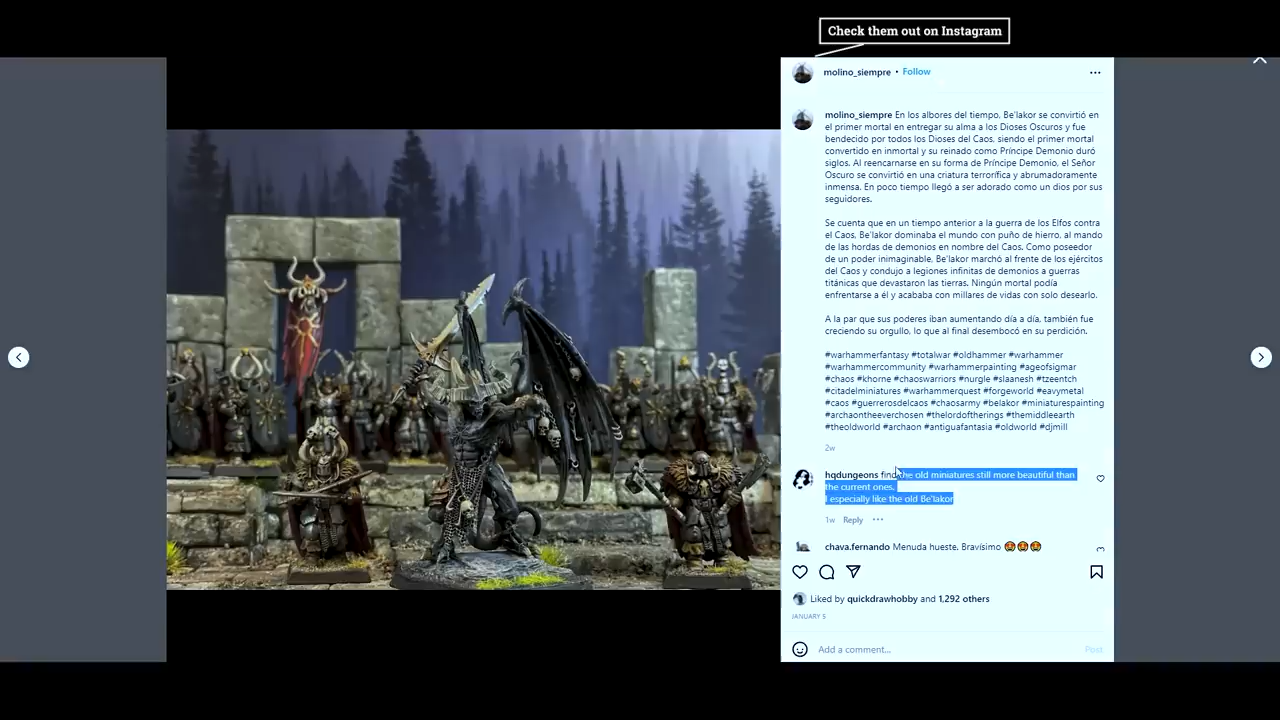 Check them out on Instagram
molino_siempre • Follow
molino_siempre En los albores del tiempo, Be'lakor se convirtió en
el primer mortal en entregar su alma a los Dioses Oscuros y fue
bendecido por todos los Dioses del Caos, siendo el primer mortal
convertido en inmortal y su reinado como Príncipe Demonio duró
siglos. Al reencarnarse en su forma de Príncipe Demonio, el Señor
Oscuro se convirtió en una criatura terrorífica y abrumadoramente
inmensa. En poco tiempo llegó a ser adorado como un dios por sus
seguidores.
Se cuenta que en un tiempo anterior a la guerra de los Elfos contra
el Caos, Be'lakor dominaba el mundo con puño de hierro, al mando
de las hordas de demonios en nombre del Caos. Como poseedor
de un poder inimaginable, Be'lakor marchó al frente de los ejércitos
del Caos y condujo a legiones infinitas de demonios a guerras
titánicas que devastaron las tierras. Ningún mortal podía
enfrentarse a él y acababa con millares de vidas con solo desearlo.
A la par que sus poderes iban aumentando día a día, también fue
creciendo su orgullo, lo que al final desembocó en su perdición.
#warhammerfantasy #totalwar #oldhammer #warhammer
#warhammercommunity #warhammerpainting #ageofsigmar
#chaos #khorne #chaoswarriors #nurgle #slaanesh #tzeentch
#citadelminiatures #warhammerquest #forgeworld #eavymetal
#caos #guerrerosdelcaos #chaosarmy #belakor #miniaturespainting
#archaontheeverchosen #thelordoftherings #themiddleearth
#theoldworld #archaon #antiguafantasia #oldworld #djmill
2w
hqdungeons find the old miniatures still more beautiful than
the current ones.
I especially like the old Be'lakor
1w Reply
chava.fernando Menuda hueste. Bravísimo
Liked by quickdrawhobby and 1,292 others
JANUARY 5
Add a comment...
Post